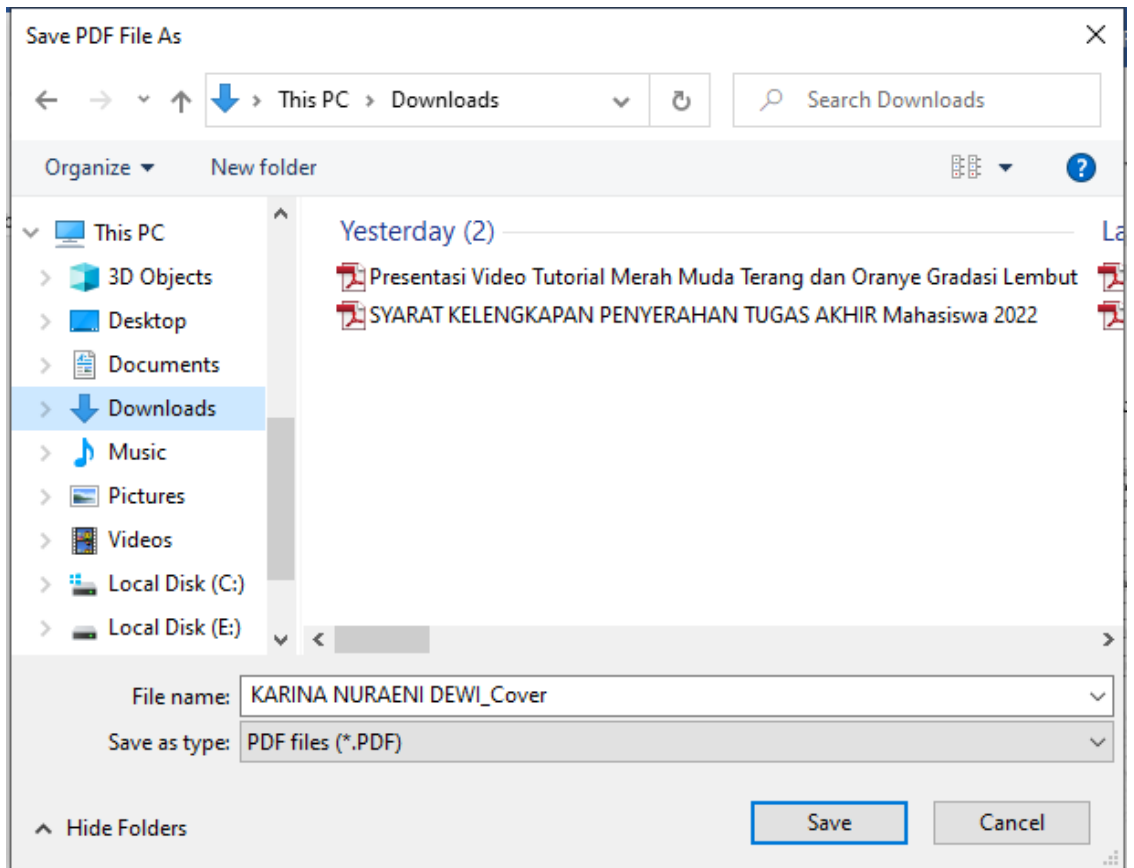 Save PDF File As
This PC > Downloads
Search Downloads
Organize
New folder
This PC
3D Objects
Desktop
Documents
Downloads
Music
Pictures
Videos
Local Disk (C:)
Local Disk (E:)
Yesterday (2)
Presentasi Video Tutorial Merah Muda Terang dan Oranye Gradasi Lembut
SYARAT KELENGKAPAN PENYERAHAN TUGAS AKHIR Mahasiswa 2022
File name: KARINA NURAENI DEWI_Cover
Save as type: PDF files (*.PDF)
Hide Folders
Save
Cancel